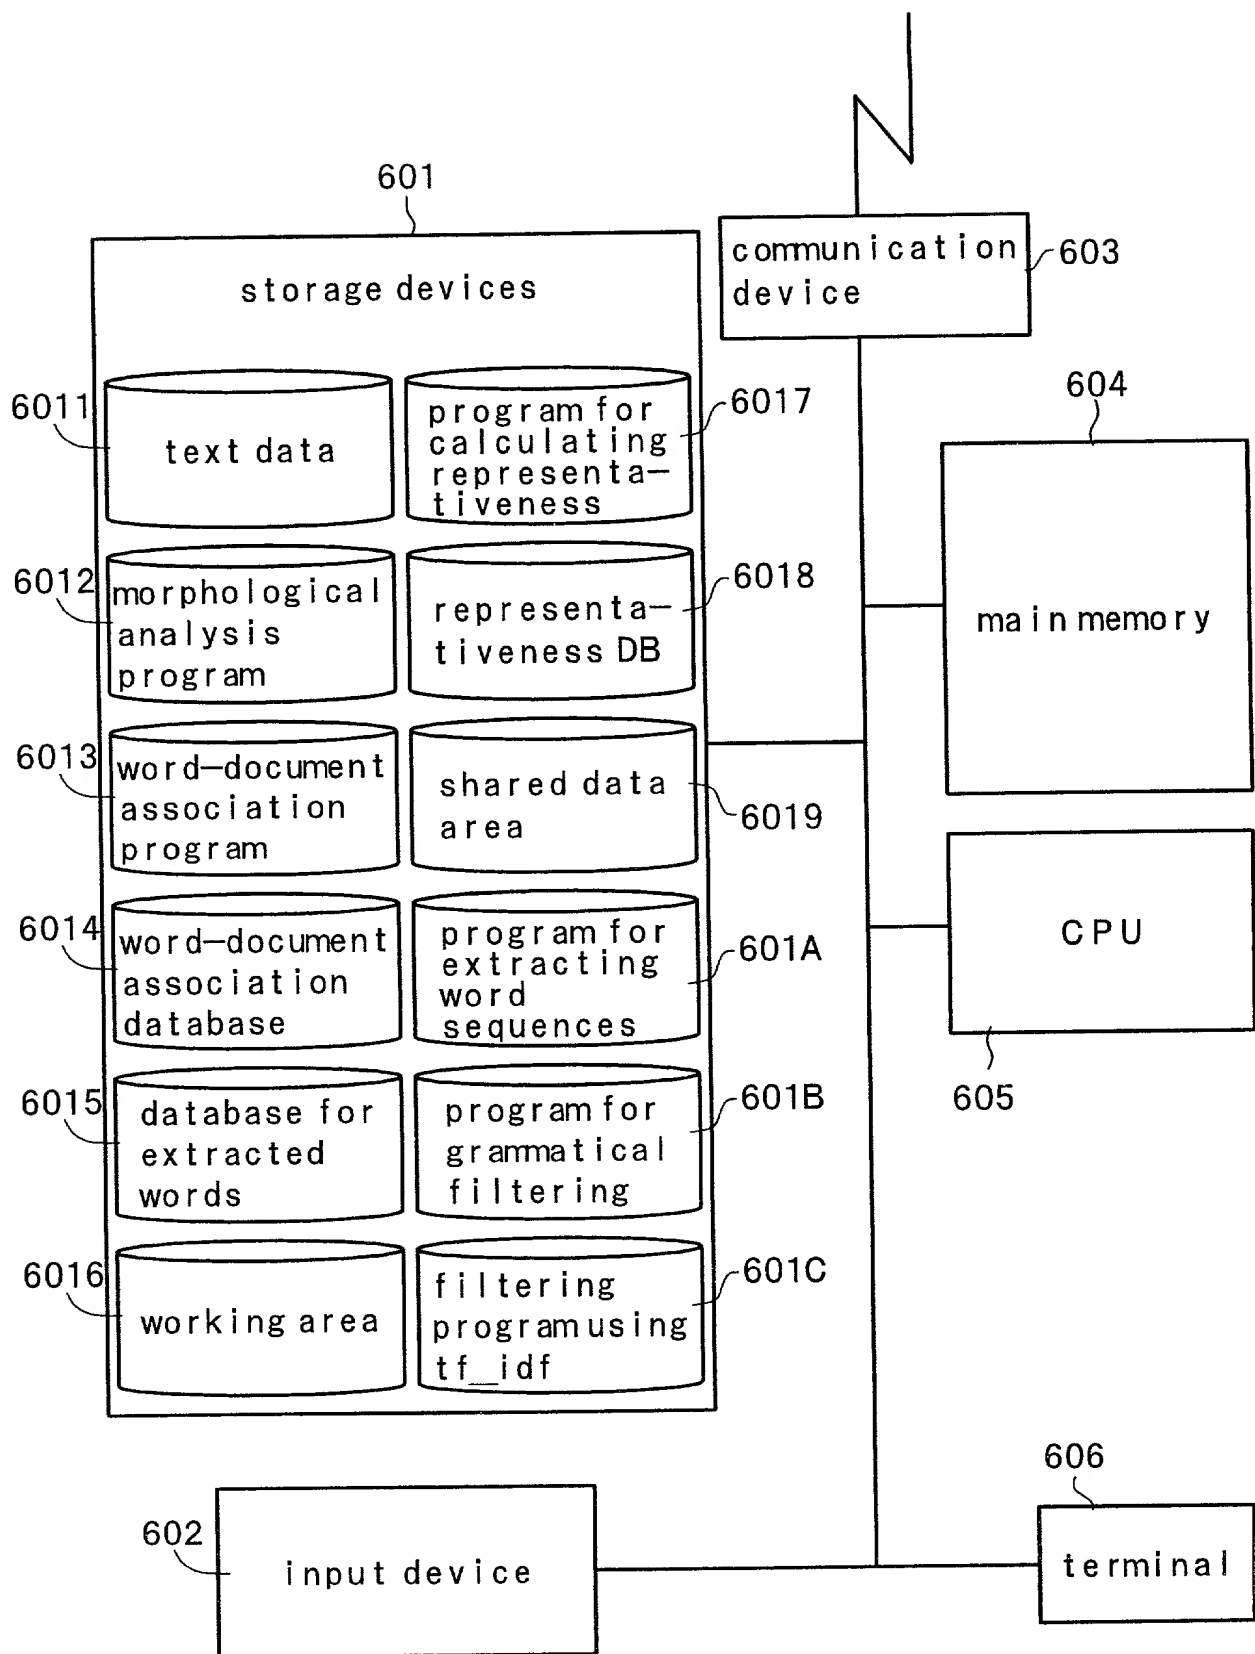 601
storage devices
6011
text data
program for
calculating
representa-
tiveness
6017
6012
morphological
analysis
program
representa-
tiveness DB
6018
6013
word-document
association
program
shared data
area
6019
6014
word-document
association
database
program for
extracting
word
sequences
601A
6015
database for
extracted
words
program for
grammatical
filtering
601B
6016
working area
filtering
program using
tf_idf
601C
communication
device
603
604
main memory
CPU
605
602
input device
606
terminal